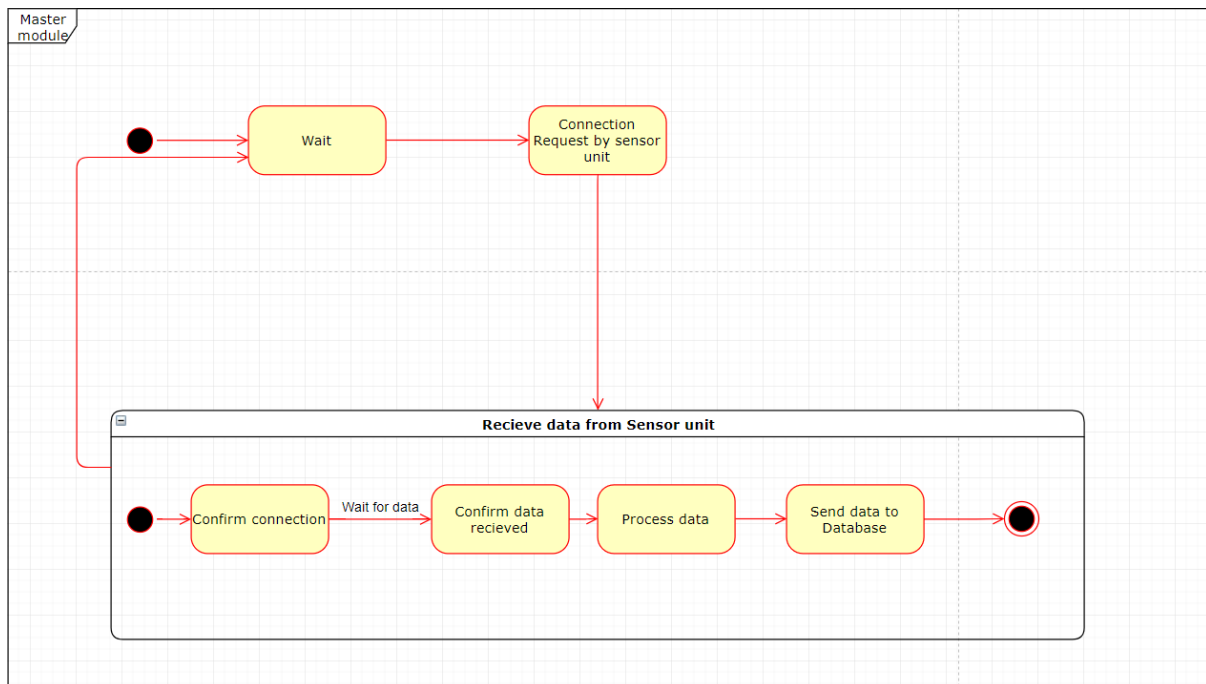 Master
module
Wait
Connection
Request by sensor
unit
Recieve data from Sensor unit
Confirm connection
Wait for data
Confirm data
recieved
Process data
Send data to
Database